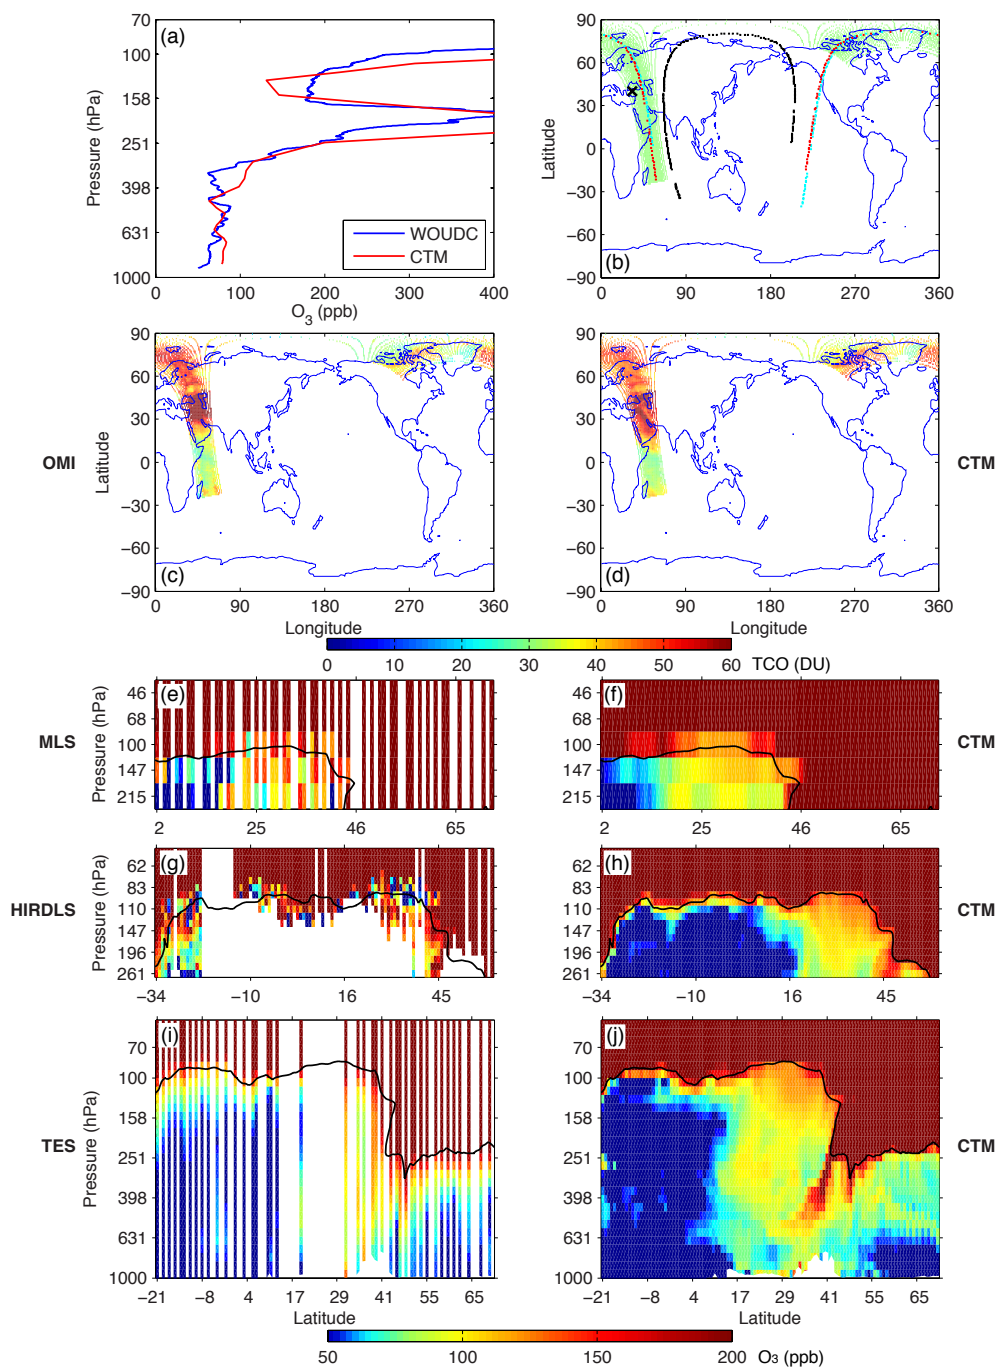 70
100
158
251
398
631
1000
Pressure (hPa)
(a)
WOUDC
CTM
0 100 200 300 400
O3 (ppb)
90
60
30
0
−30
−60
−90
Latitude
(b)
0 90 180 270 360
OMI
90
60
30
0
−30
−60
−90
Latitude
(c)
0 90 180 270 360
Longitude
90
60
30
0
−30
−60
−90
(d)
0 90 180 270 360
Longitude
CTM
0 10 20 30 40 50 60
TCO (DU)
MLS
Pressure (hPa)
46
68
100
147
215
(e)
2 25 46 65
46
68
100
147
215
(f)
2 25 46 65
CTM
HIRDLS
Pressure (hPa)
62
83
110
147
196
261
(g)
−34 −10 16 45
62
83
110
147
196
261
(h)
−34 −10 16 45
CTM
TES
Pressure (hPa)
70
100
158
251
398
631
1000
(i)
−21 −8 4 17 29 41 55 65
Latitude
70
100
158
251
398
631
1000
(j)
−21 −8 4 17 29 41 55 65
Latitude
CTM
50 100 150 200
O3 (ppb)